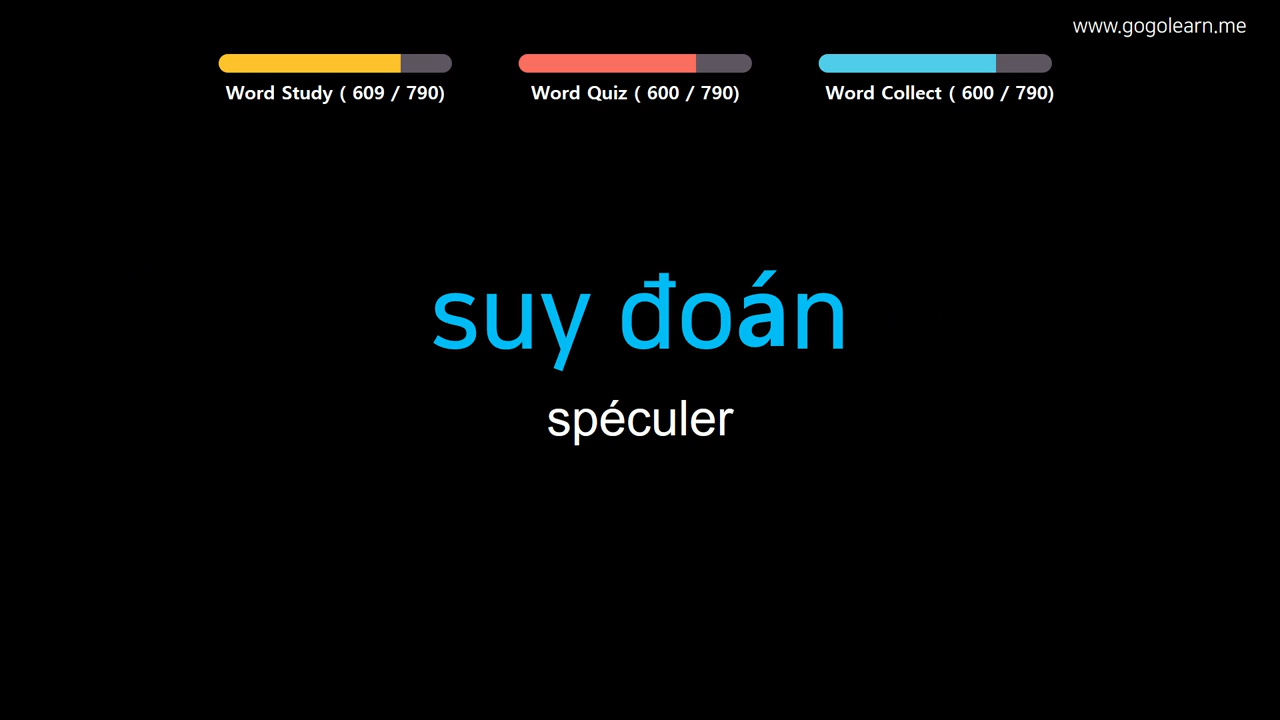 www.gogolearn.me
Word Study ( 609 / 790)
Word Quiz ( 600 / 790)
Word Collect ( 600 / 790)
suy đoán
spéculer